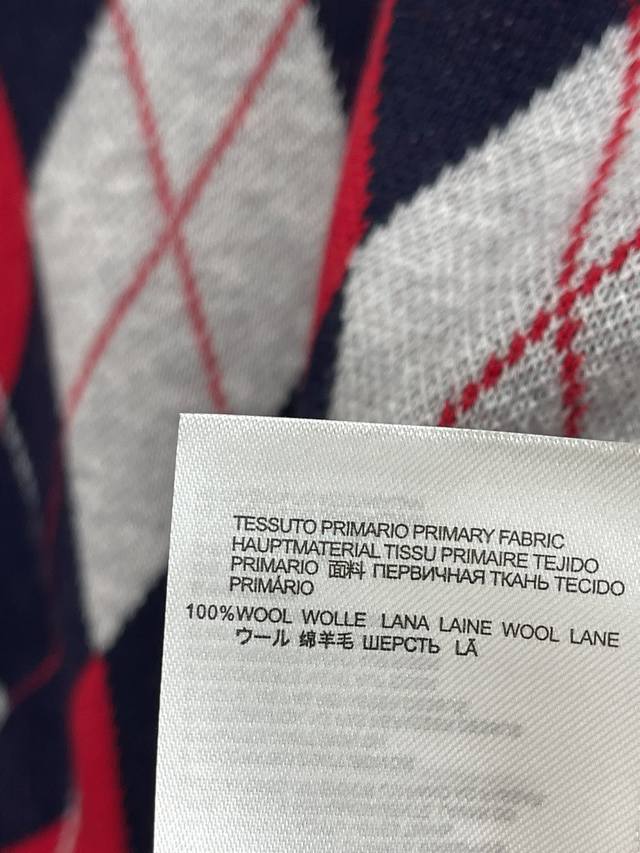 TESSUTO PRIMARIO PRIMARY FABRIC
HAUPTMATERIAL TISSU PRIMAIRE TEJIDO
PRIMARIO 面料 ПЕРВИЧНАЯ ТКАНЬ TECIDO
PRIMÁRIO
100%WOOL WOLLE LANA LAINE WOOL LANE
ウール 绵羊毛 ШЕРСТЬ LÃ